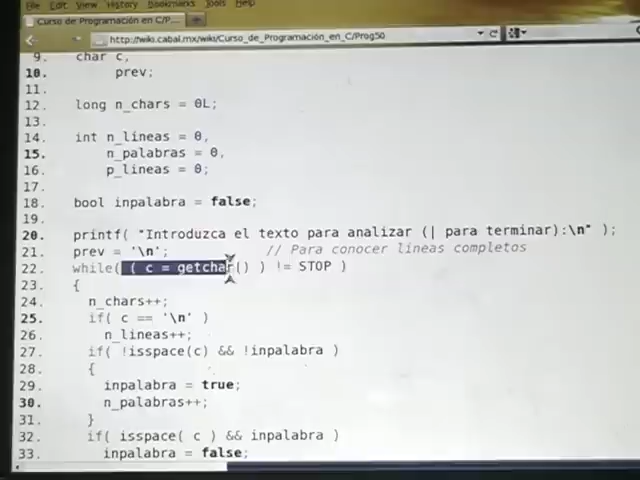 File Edit View History Bookmarks Tools Help
Curso de Programación en C/P...
http://wiki.cabal.mx/wiki/Curso_de_Programación_en_C/Prog50
9. char c,
10. prev;
11.
12. long n_chars = 0L;
13.
14. int n_lineas = 0,
15. n_palabras = 0,
16. p_lineas = 0;
17.
18. bool inpalabra = false;
19.
20. printf( "Introduzca el texto para analizar (| para terminar):\n" );
21. prev = '\n'; // Para conocer lineas completos
22. while( ( c = getchar() ) != STOP )
23. {
24. n_chars++;
25. if( c == '\n' )
26. n_lineas++;
27. if( !isspace(c) && !inpalabra )
28. {
29. inpalabra = true;
30. n_palabras++;
31. }
32. if( isspace( c ) && inpalabra )
33. inpalabra = false;